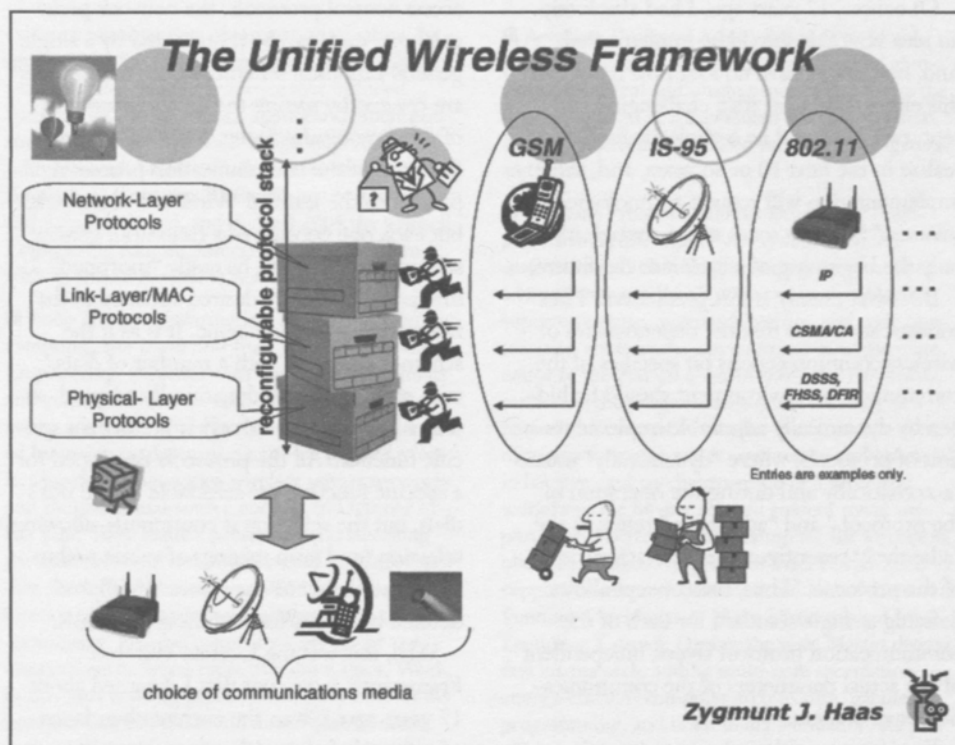 The Unified Wireless Framework
reconfigurable protocol stack
Network-Layer
Protocols
Link-Layer/MAC
Protocols
Physical- Layer
Protocols
?
GSM
IS-95
802.11
IP
CSMA/CA
DSSS,
FHSS, DFIR
Entries are examples only.
choice of communications media
Zygmunt J. Haas